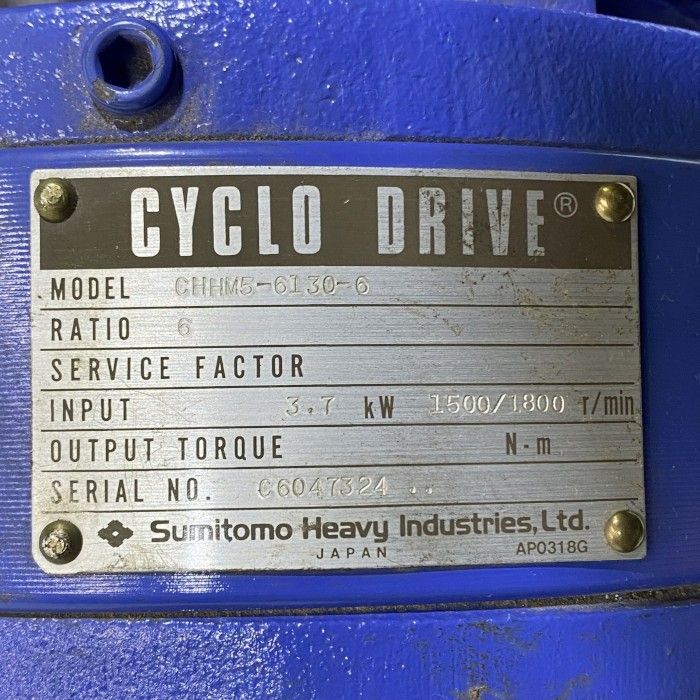 CYCLO DRIVE®
MODEL CHHM5-6130-6
RATIO 6
SERVICE FACTOR
INPUT 3.7 kW 1500/1800 r/min
OUTPUT TORQUE N-m
SERIAL NO. C6047324 ..
Sumitomo Heavy Industries, Ltd.
JAPAN AP0318G